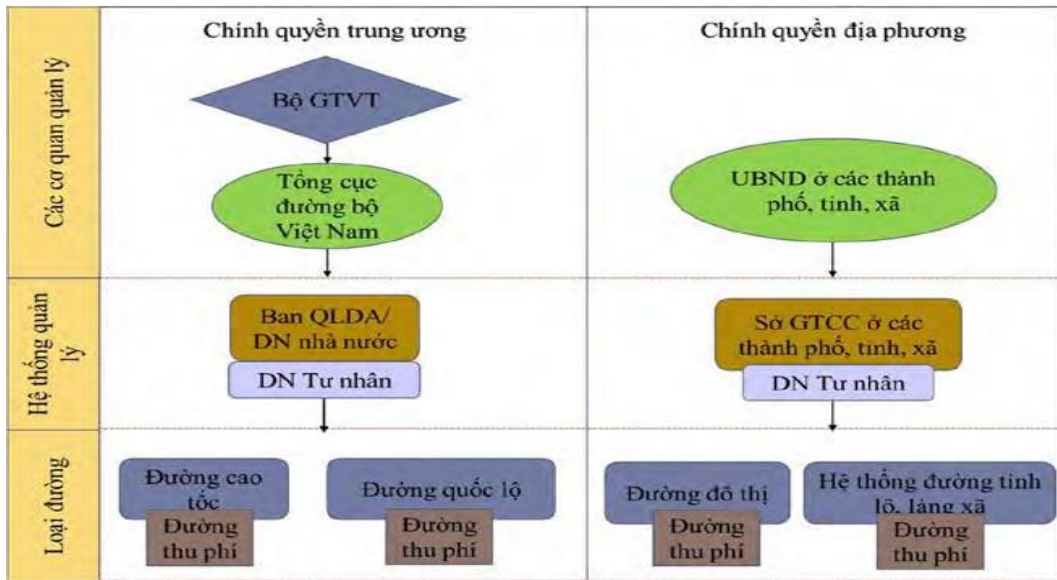 Chính quyền trung ương
Chính quyền địa phương
Các cơ quan quản lý
Bộ GTVT
Tổng cục
đường bộ
Việt Nam
UBND ở các thành
phố, tinh, xã
Hệ thống quản
lý
Ban QLDA/
DN nhà nước
DN Tư nhân
Sở GTCC ở các
thành phố, tinh, xã
DN Tư nhân
Loại đường
Đường cao
tốc
Đường
thu phí
Đường quốc lộ
Đường
thu phí
Đường đô thị
Đường
thu phí
Hệ thống đường tinh
lộ, làng xã
Đường
thu phí